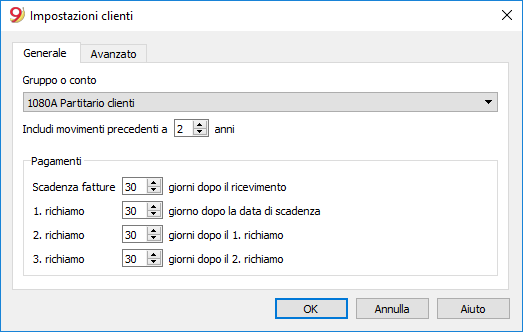 9 Impostazioni clienti
Generale Avanzato
Gruppo o conto
1080A Partitario clienti
Includi movimenti precedenti a 2 anni
Pagamenti
Scadenza fatture 30 giorni dopo il ricevimento
1. richiamo 30 giorno dopo la data di scadenza
2. richiamo 30 giorni dopo il 1. richiamo
3. richiamo 30 giorni dopo il 2. richiamo
OK Annulla Aiuto